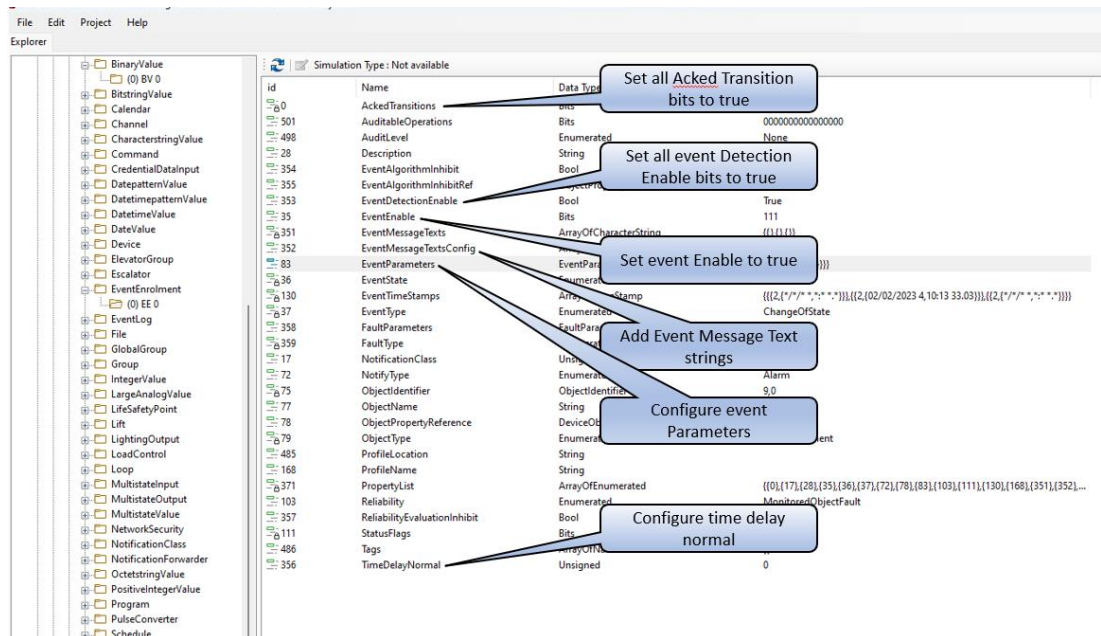 File Edit Project Help
Explorer
BinaryValue
(0) BV 0
BitstringValue
Calendar
Channel
CharacterstringValue
Command
CredentialDataInput
DatepatternValue
DatetimepatternValue
DatetimeValue
DateValue
Device
ElevatorGroup
Escalator
EventEnrolment
(0) EE 0
EventLog
File
GlobalGroup
Group
IntegerValue
LargeAnalogValue
LifeSafetyPoint
Lift
LightingOutput
LoadControl
Loop
MultistateInput
MultistateOutput
MultistateValue
NetworkSecurity
NotificationClass
NotificationForwarder
OctetstringValue
PositiveIntegerValue
Program
PulseConverter
Schedule
Simulation Type : Not available
id Name Data Type
0 AckedTransitions Bits
501 AuditableOperations Bits 0000000000000000
498 AuditLevel Enumerated None
28 Description String
354 EventAlgorithmInhibit Bool
355 EventAlgorithmInhibitRef
353 EventDetectionEnable Bool True
35 EventEnable Bits 111
351 EventMessageTexts ArrayOfCharacterString {{},{},{}}
352 EventMessageTextsConfig
83 EventParameters
36 EventState Enumerated
130 EventTimeStamps {{{2,{*/*/* *,*:* *.*}}},{{2,{02/02/2023 4,10:13 33.03}}},{{2,{*/*/* *,*:* *.*}}}}
37 EventType Enumerated ChangeOfState
358 FaultParameters
359 FaultType
17 NotificationClass
72 NotifyType Enumerated Alarm
75 ObjectIdentifier ObjectIdentifier 9,0
77 ObjectName String
78 ObjectPropertyReference
79 ObjectType
485 ProfileLocation String
168 ProfileName String
371 PropertyList ArrayOfEnumerated {{0},{17},{28},{35},{36},{37},{72},{78},{83},{103},{111},{130},{168},{351},{352},...
103 Reliability Enumerated MonitoredObjectFault
357 ReliabilityEvaluationInhibit Bool
111 StatusFlags Bits
486 Tags
356 TimeDelayNormal Unsigned 0
Set all Acked Transition
bits to true
Set all event Detection
Enable bits to true
Set event Enable to true
Add Event Message Text
strings
Configure event
Parameters
Configure time delay
normal